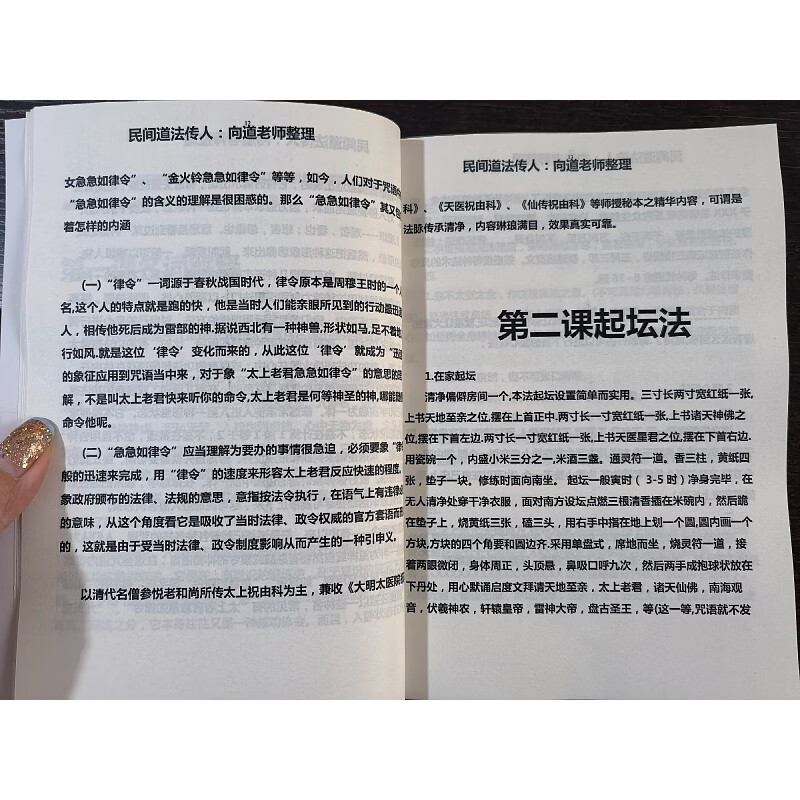 12
民间道法传人：向道老师整理
女急急如律令”、“金火铃急急如律令”等等，如今，人们对于咒语中
“急急如律令”的含义的理解是很困惑的。那么“急急如律令”其又
着怎样的内涵
（一）“律令”一词源于春秋战国时代，律令原本是周穆王时的一个
名,这个人的特点就是跑的快，他是当时人们能亲眼所见到的行动最迅
人，相传他死后成为雷部的神.据说西北有一种神兽,形状如马,足不着地
行如风.就是这位‘律令’变化而来的，从此这位‘律令’就成为“迅
的象征应用到咒语当中来，对于象“太上老君急急如律令”的意思的
解，不是叫太上老君快来听你的命令,太上老君是何等神圣的神,哪能
命令他呢。
（二）“急急如律令”应当理解为要办的事情很急迫，必须要象“律
般的迅速来完成，用“律令”的速度来形容太上老君反应快速的程度
象政府颁布的法律、法规的意思，意指按法令执行，在语气上有违律
的意味，从这个角度看它是吸收了当时法律、政令权威的官方套语而
的，这就是由于受当时法律、政令制度影响从而产生的一种引申义。
以清代名僧参悦老和尚所传太上祝由科为主，兼收《大明太医院
民间道法传人：向道老师整理
科》、《天医祝由科》、《仙传祝由科》等师授秘本之精华内容，可谓是
法脉传承清净，内容琳琅满目，效果真实可靠。
第二课起坛法
1.在家起坛
清净偏僻房间一个,本法起坛设置简单而实用。三寸长两寸宽红纸一张,
上书天地至亲之位,摆在上首正中.两寸长一寸宽红纸一张,上书诸天神佛之
位,摆在下首左边.两寸长一寸宽红纸一张,上书天医星君之位,摆在下首右边.
用瓷碗一个，内盛小米三分之一,米酒三盏。通灵符一道。香三柱，黄纸四
张，垫子一块。修练时面向南坐。 起坛一般寅时（3-5时）净身完毕，在
无人清净处穿干净衣服，面对南方设坛点燃三根清香插在米碗内，然后跪
在垫子上，烧黄纸三张，磕三头，用右手中指在地上划一个圆,圆内画一个
方块,方块的四个角要和圆边齐.采用单盘式，席地而坐，烧灵符一道，接
着两眼微闭，身体周正，头顶悬，鼻吸口呼九次，然后两手成抱球状放在
下丹处，用心默诵启度文拜请天地至亲，太上老君，诸天仙佛，南海观
音，伏羲神农，轩辕皇帝，雷神大帝，盘古圣王，等(这一等,咒语就不发